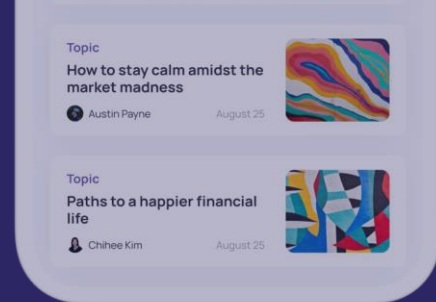 Topic
How to stay calm amidst the
market madness
Austin Payne August 25
Topic
Paths to a happier financial
life
Chihee Kim August 25